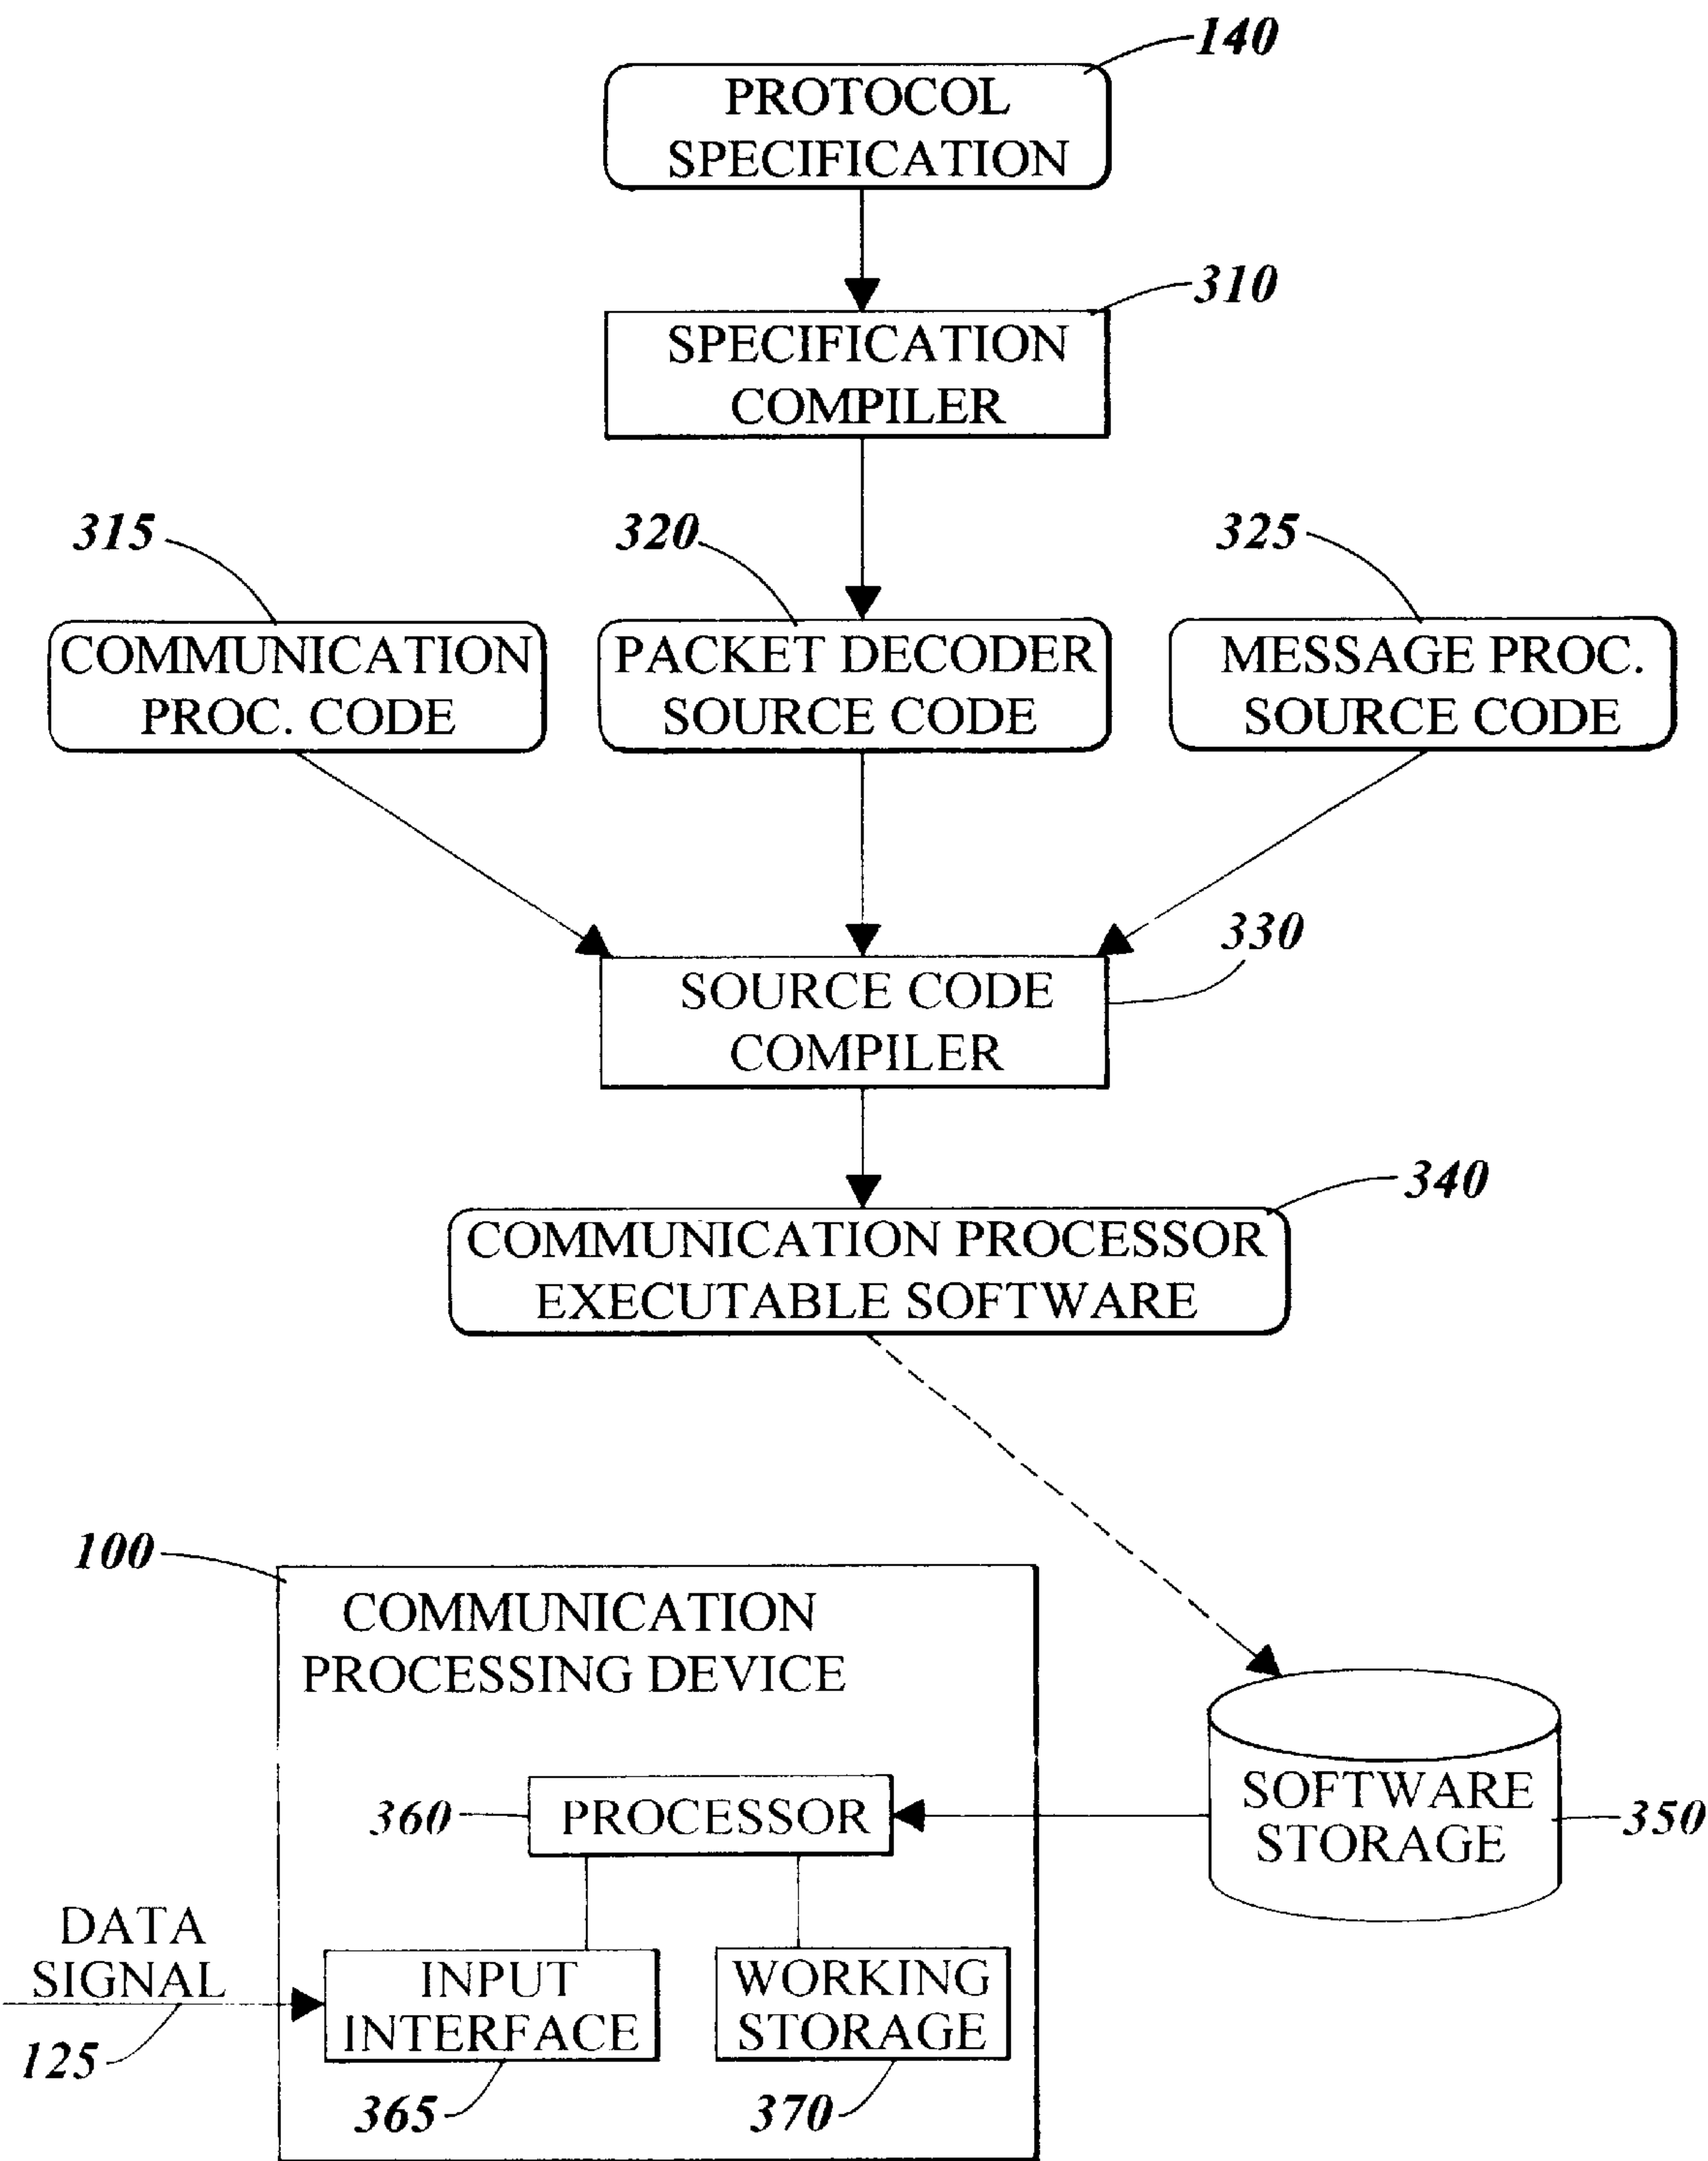 140
PROTOCOL
SPECIFICATION
310
SPECIFICATION
COMPILER
315
320
325
COMMUNICATION
PROC. CODE
PACKET DECODER
SOURCE CODE
MESSAGE PROC.
SOURCE CODE
330
SOURCE CODE
COMPILER
340
COMMUNICATION PROCESSOR
EXECUTABLE SOFTWARE
100
COMMUNICATION
PROCESSING DEVICE
360
PROCESSOR
SOFTWARE
STORAGE
350
DATA
SIGNAL
125
INPUT
INTERFACE
365
WORKING
STORAGE
370